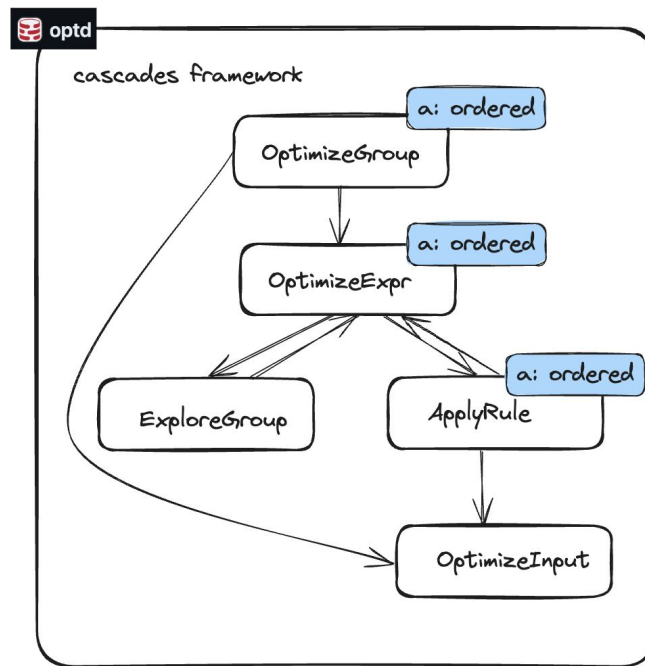 optd
cascades framework
a: ordered
OptimizeGroup
a: ordered
OptimizeExpr
a: ordered
ExploreGroup
ApplyRule
OptimizeInput